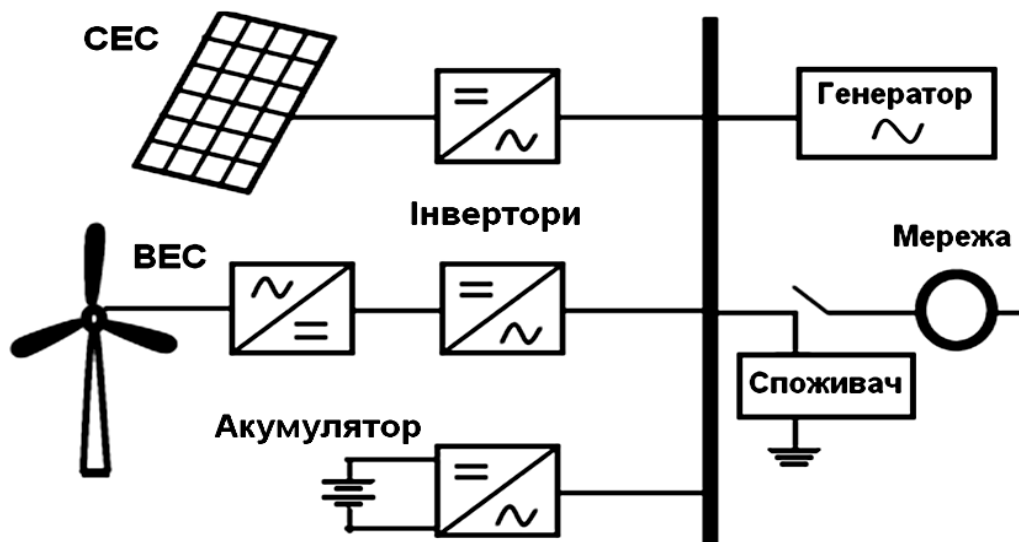 СЕС
Генератор
Інвертори
ВЕС
Мережа
Споживач
Акумулятор